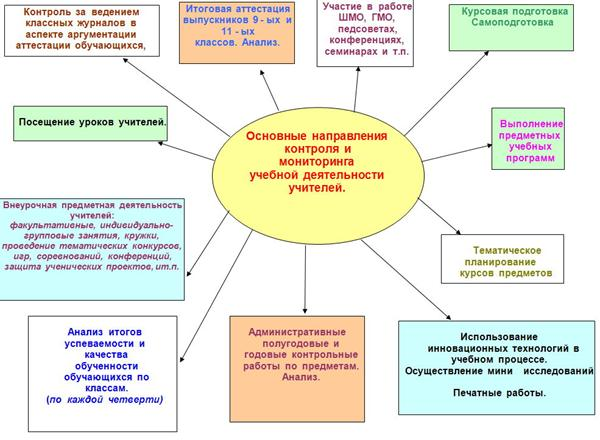 Контроль за ведением
классных журналов в
аспекте аргументации
аттестации обучающихся,
Итоговая аттестация
выпускников 9 - ых и
11 - ых
классов. Анализ.
Участие в работе
ШМО, ГМО,
педсоветах,
конференциях,
семинарах и т.п.
Курсовая подготовка
Самоподготовка
Посещение уроков учителей.
Основные направления
контроля и
мониторинга
учебной деятельности
учителей.
Выполнение
предметных
учебных
программ
Внеурочная предметная деятельность
учителей:
факультативные, индивидуально-
групповые занятия, кружки,
проведение тематических конкурсов,
игр, соревнований, конференций,
защита ученических проектов, ит.п.
Тематическое
планирование
курсов предметов
Анализ итогов
успеваемости и
качества
обученности
обучающихся по
классам.
(по каждой четверти)
Административные
полугодовые и
годовые контрольные
работы по предметам.
Анализ.
Использование
инновационных технологий в
учебном процессе.
Осуществление мини исследований
Печатные работы.